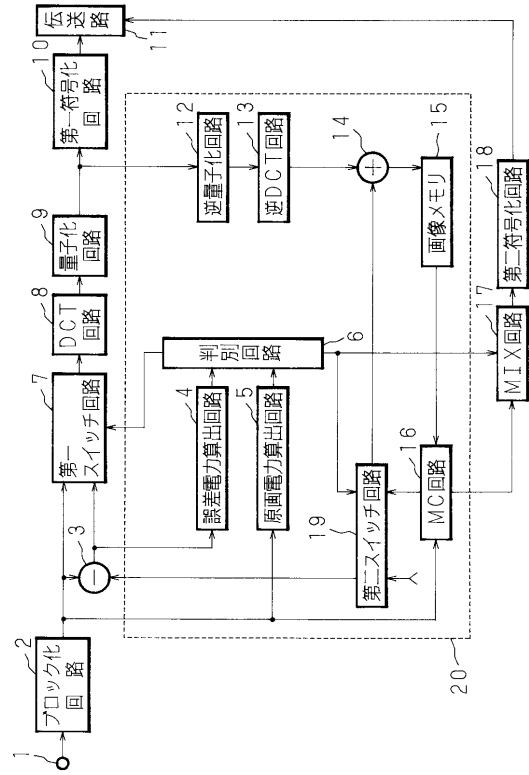 1
2
ブロック化
回路
3
7
第一
スイッチ回路
8
DCT
回路
9
量子化
回路
10
第一符号化
回路
伝送路
11
4
誤差電力算出回路
5
原画電力算出回路
判別回路
6
12
逆量子化回路
13
逆DCT回路
14
15
画像メモリ
19
第二スイッチ回路
16
MC回路
17
MIX回路
18
第二符号化回路
20